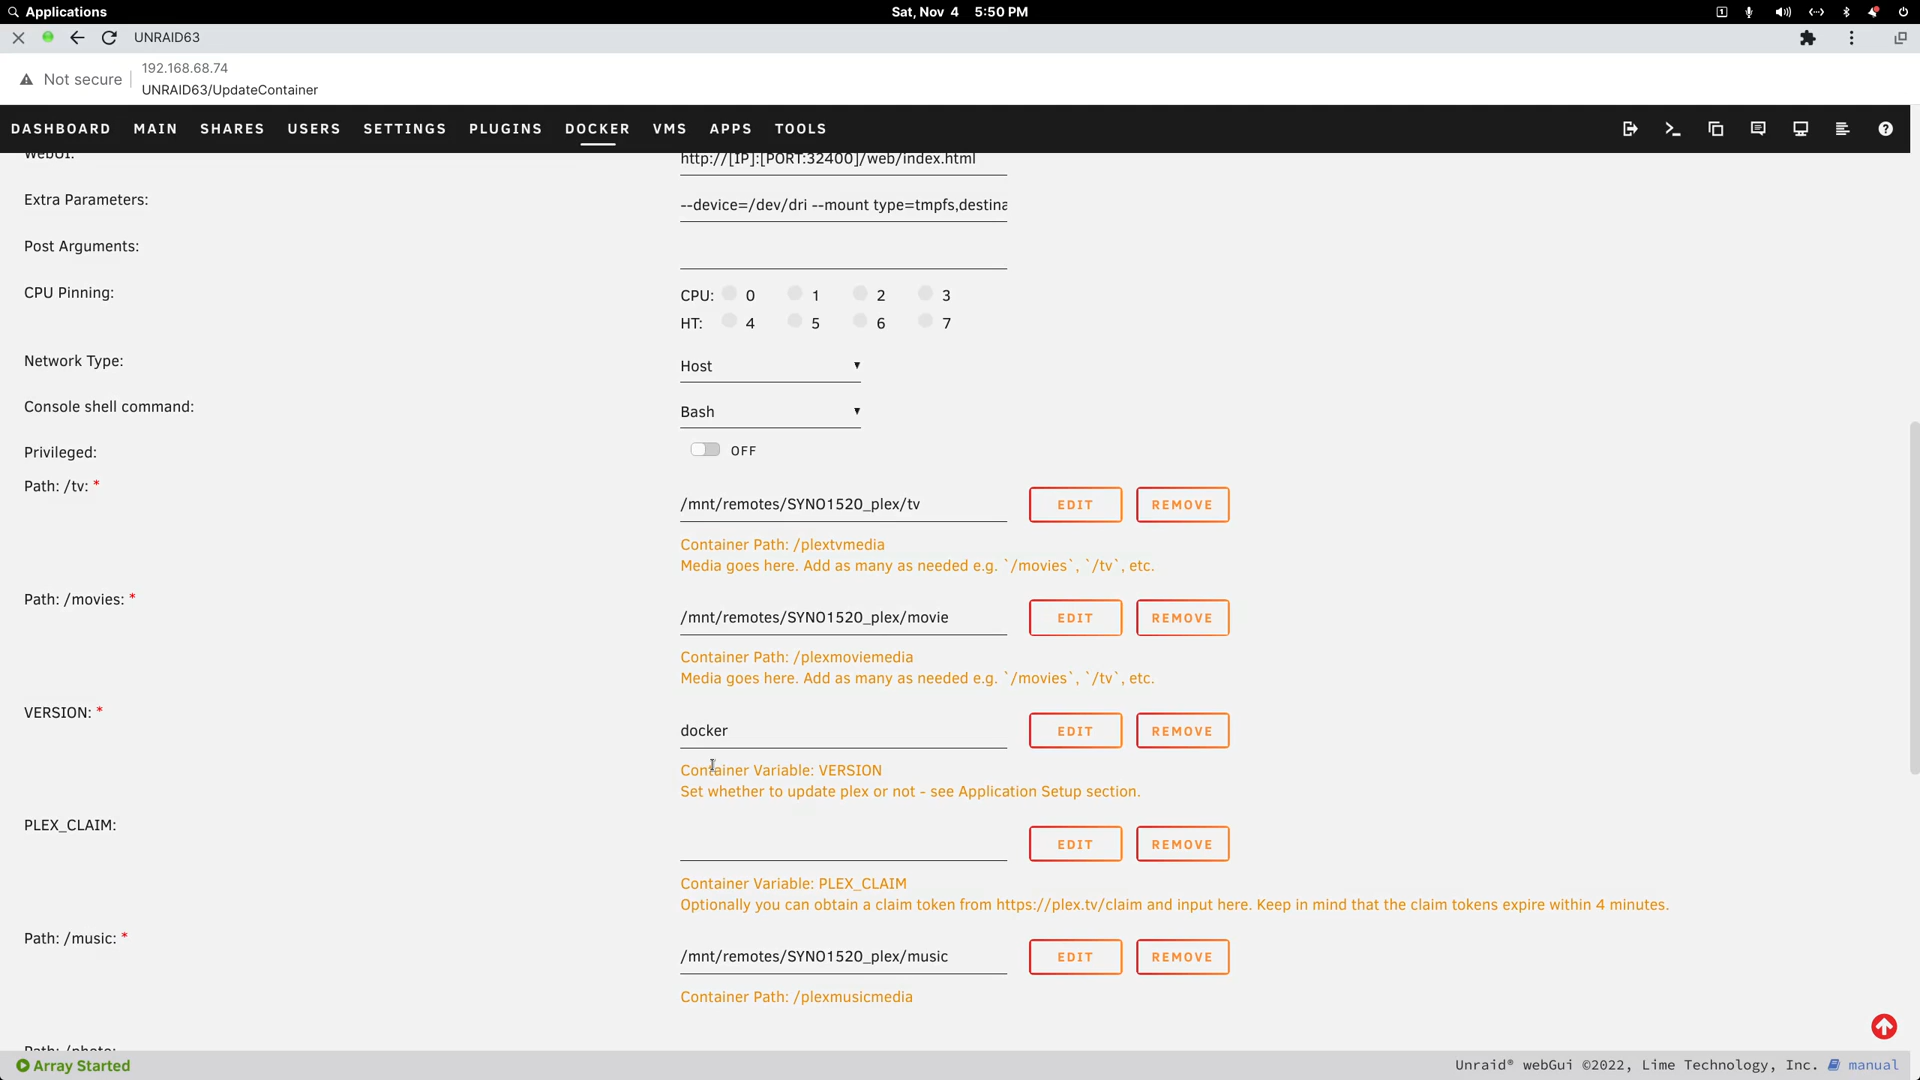 Applications
Sat, Nov 4 5:50 PM
UNRAID63
Not secure
192.168.68.74
UNRAID63/UpdateContainer
DASHBOARD MAIN SHARES USERS SETTINGS PLUGINS DOCKER VMS APPS TOOLS
WebUI:
http://[IP]:[PORT:32400]/web/index.html
Extra Parameters:
--device=/dev/dri --mount type=tmpfs,destina
Post Arguments:
CPU Pinning:
CPU: 0 1 2 3
HT: 4 5 6 7
Network Type:
Host
Console shell command:
Bash
Privileged:
OFF
Path: /tv: *
/mnt/remotes/SYNO1520_plex/tv EDIT REMOVE
Container Path: /plextvmedia
Media goes here. Add as many as needed e.g. `/movies`, `/tv`, etc.
Path: /movies: *
/mnt/remotes/SYNO1520_plex/movie EDIT REMOVE
Container Path: /plexmoviemedia
Media goes here. Add as many as needed e.g. `/movies`, `/tv`, etc.
VERSION: *
docker EDIT REMOVE
Container Variable: VERSION
Set whether to update plex or not - see Application Setup section.
PLEX_CLAIM:
EDIT REMOVE
Container Variable: PLEX_CLAIM
Optionally you can obtain a claim token from https://plex.tv/claim and input here. Keep in mind that the claim tokens expire within 4 minutes.
Path: /music: *
/mnt/remotes/SYNO1520_plex/music EDIT REMOVE
Container Path: /plexmusicmedia
Path: /photo:
Array Started
Unraid® webGui ©2022, Lime Technology, Inc. manual